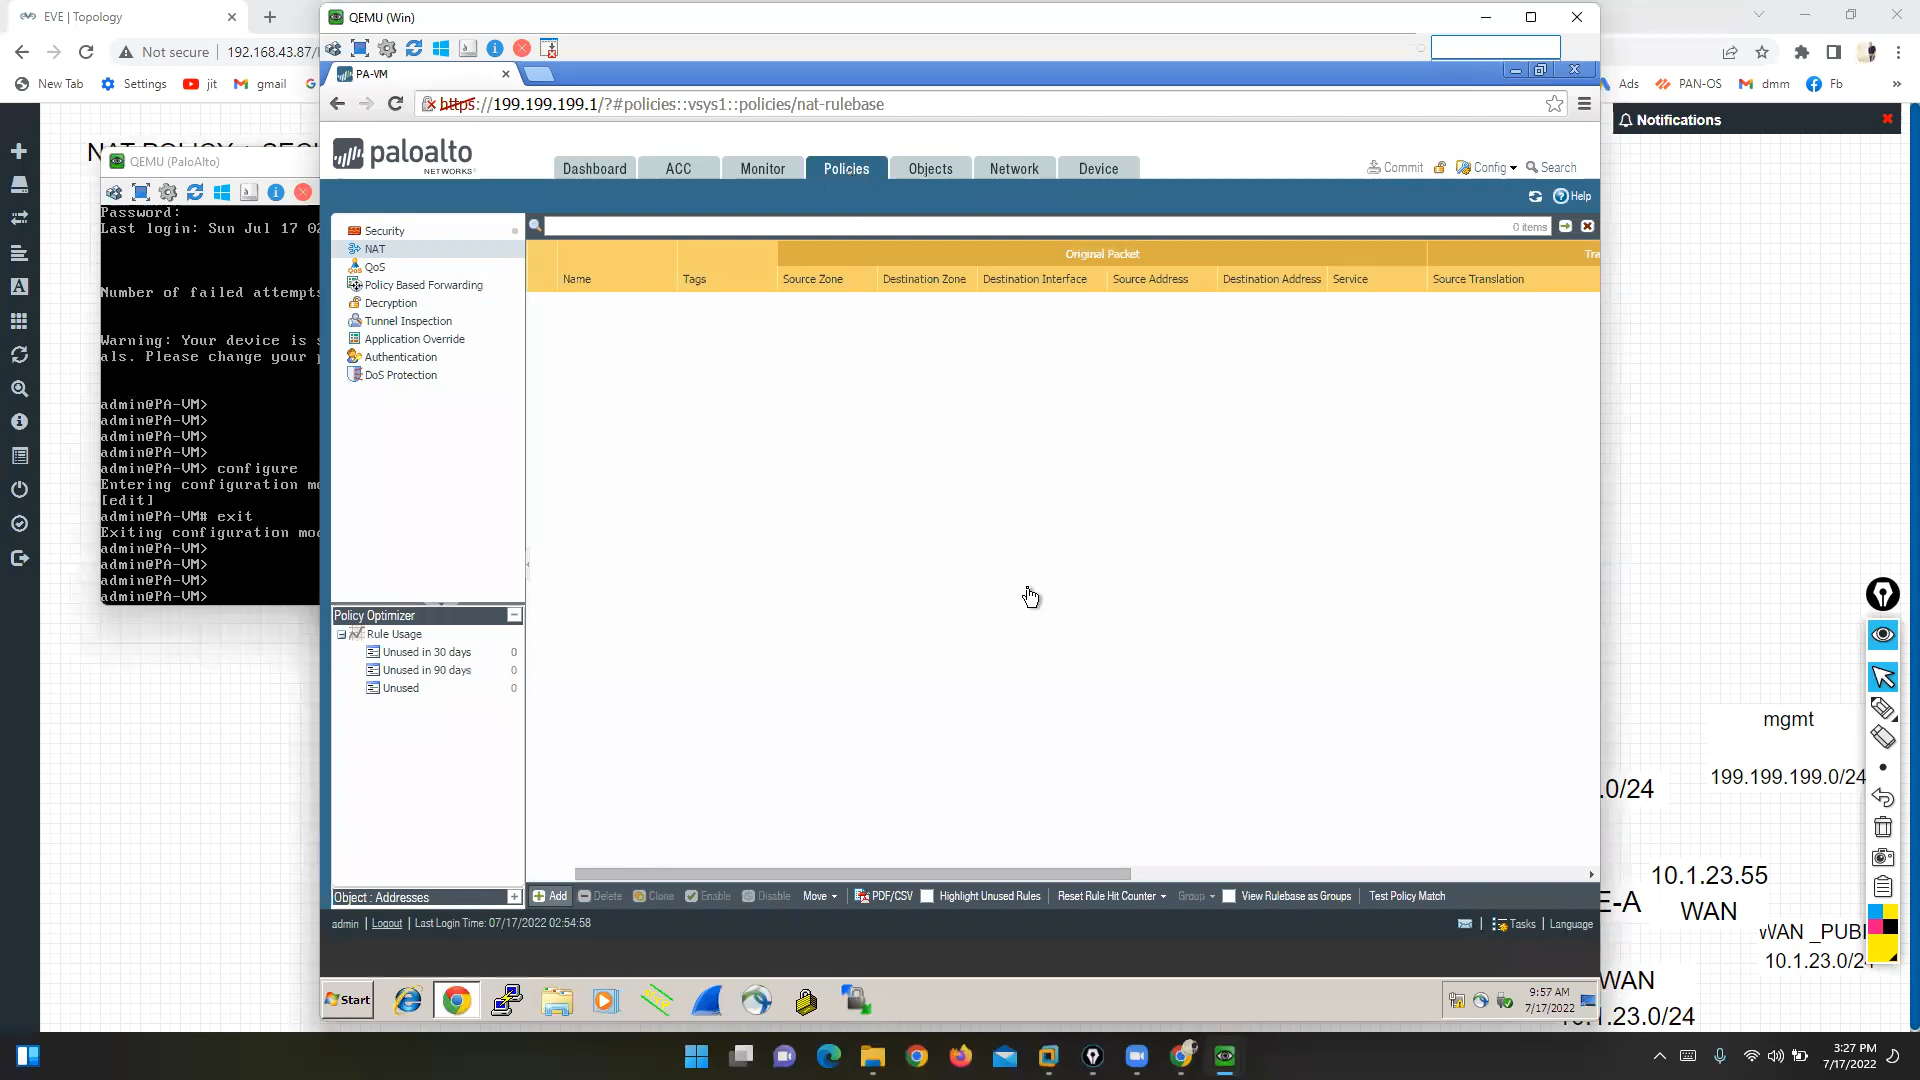 EVE | Topology
Not secure
192.168.43.87/
New Tab
Settings
jit
gmail
Ads
PAN-OS
dmm
Fb
»
Notifications
QEMU (PaloAlto)
Password:
Last login: Sun Jul 17 02
Number of failed attempts
Warning: Your device is s
als. Please change your p
admin@PA-VM>
admin@PA-VM>
admin@PA-VM>
admin@PA-VM>
admin@PA-VM> configure
Entering configuration mo
[edit]
admin@PA-VM# exit
Exiting configuration mod
admin@PA-VM>
admin@PA-VM>
admin@PA-VM>
admin@PA-VM>
QEMU (Win)
PA-VM
https://199.199.199.1/?#policies::vsys1::policies/nat-rulebase
paloalto
NETWORKS
Dashboard
ACC
Monitor
Policies
Objects
Network
Device
Commit
Config
Search
Help
Security
NAT
QoS
Policy Based Forwarding
Decryption
Tunnel Inspection
Application Override
Authentication
DoS Protection
0 items
Original Packet
Tra
Name
Tags
Source Zone
Destination Zone
Destination Interface
Source Address
Destination Address
Service
Source Translation
Policy Optimizer
Rule Usage
Unused in 30 days 0
Unused in 90 days 0
Unused 0
Object : Addresses
Add
Delete
Clone
Enable
Disable
Move
PDF/CSV
Highlight Unused Rules
Reset Rule Hit Counter
Group
View Rulebase as Groups
Test Policy Match
admin | Logout | Last Login Time: 07/17/2022 02:54:58
Tasks | Language
Start
9:57 AM
7/17/2022
mgmt
199.199.199.0/24
.0/24
10.1.23.55
E-A
WAN
WAN _PUBL
10.1.23.0/24
WAN
10.1.23.0/24
3:27 PM
7/17/2022